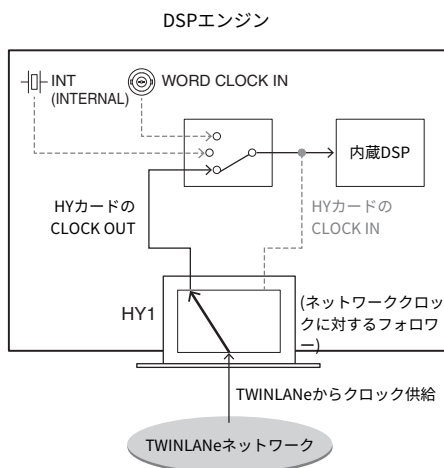 DSPエンジン
INT
(INTERNAL)
WORD CLOCK IN
内蔵DSP
HYカードの
CLOCK OUT
HYカードの
CLOCK IN
HY1
(ネットワーククロッ
クに対するフォロワ
ー)
TWINLANeからクロック供給
TWINLANeネットワーク